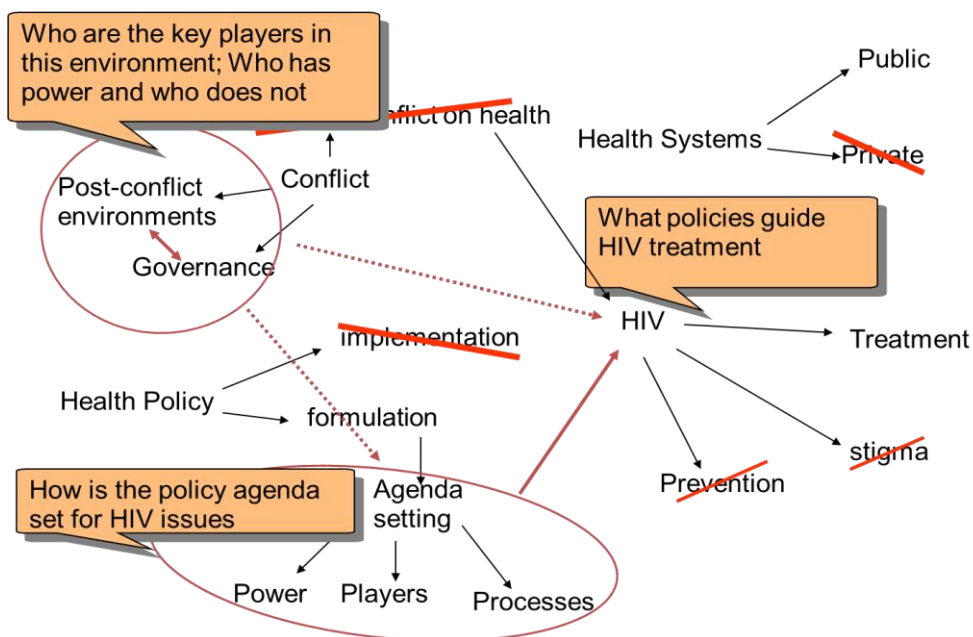 Who are the key players in
this environment; Who has
power and who does not
on health
Public
Health Systems
Private
Conflict
Post-conflict
environments
Governance
What policies guide
HIV treatment
HIV
Treatment
implementation
Health Policy
formulation
stigma
Prevention
How is the policy agenda
set for HIV issues
Agenda
setting
Power
Players
Processes